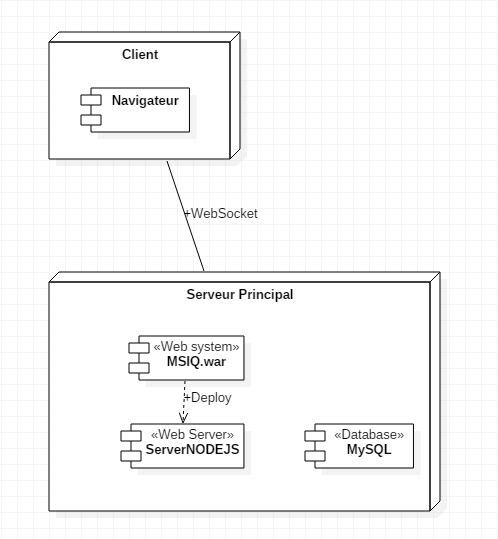 Client
Navigateur
+WebSocket
Serveur Principal
«Web system»
MSIQ.war
+Deploy
«Web Server»
ServerNODEJS
«Database»
MySQL